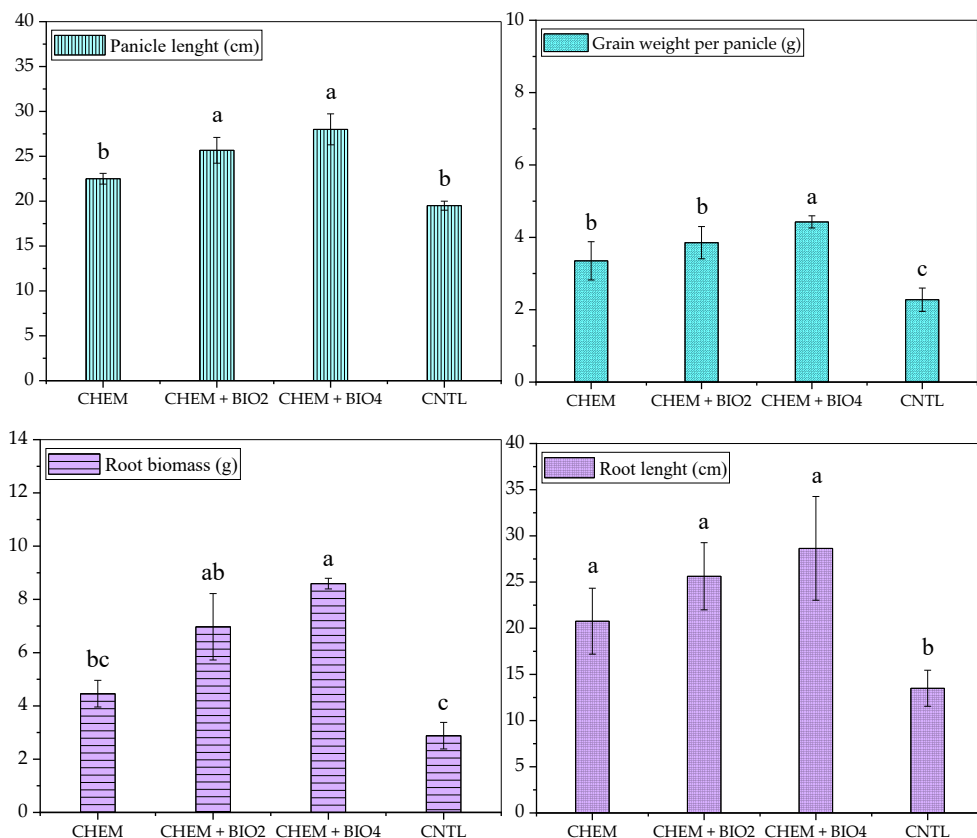 Panicle lenght (cm)
40
35
30
25
20
15
10
5
0
b
a
a
b
CHEM
CHEM + BIO2
CHEM + BIO4
CNTL
Grain weight per panicle (g)
10
8
6
4
2
0
b
b
a
c
CHEM
CHEM + BIO2
CHEM + BIO4
CNTL
Root biomass (g)
14
12
10
8
6
4
2
0
bc
ab
a
c
CHEM
CHEM + BIO2
CHEM + BIO4
CNTL
Root lenght (cm)
40
35
30
25
20
15
10
5
0
a
a
a
b
CHEM
CHEM + BIO2
CHEM + BIO4
CNTL